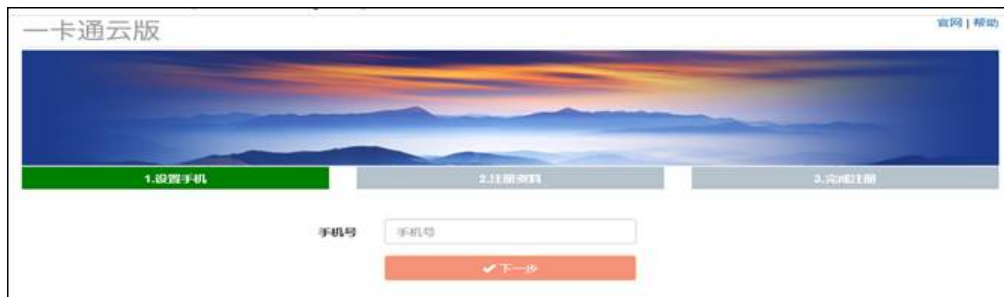 一卡通云版
官网 | 帮助
1.设置手机
2.注册资料
3.完成注册
手机号
手机号
✔下一步